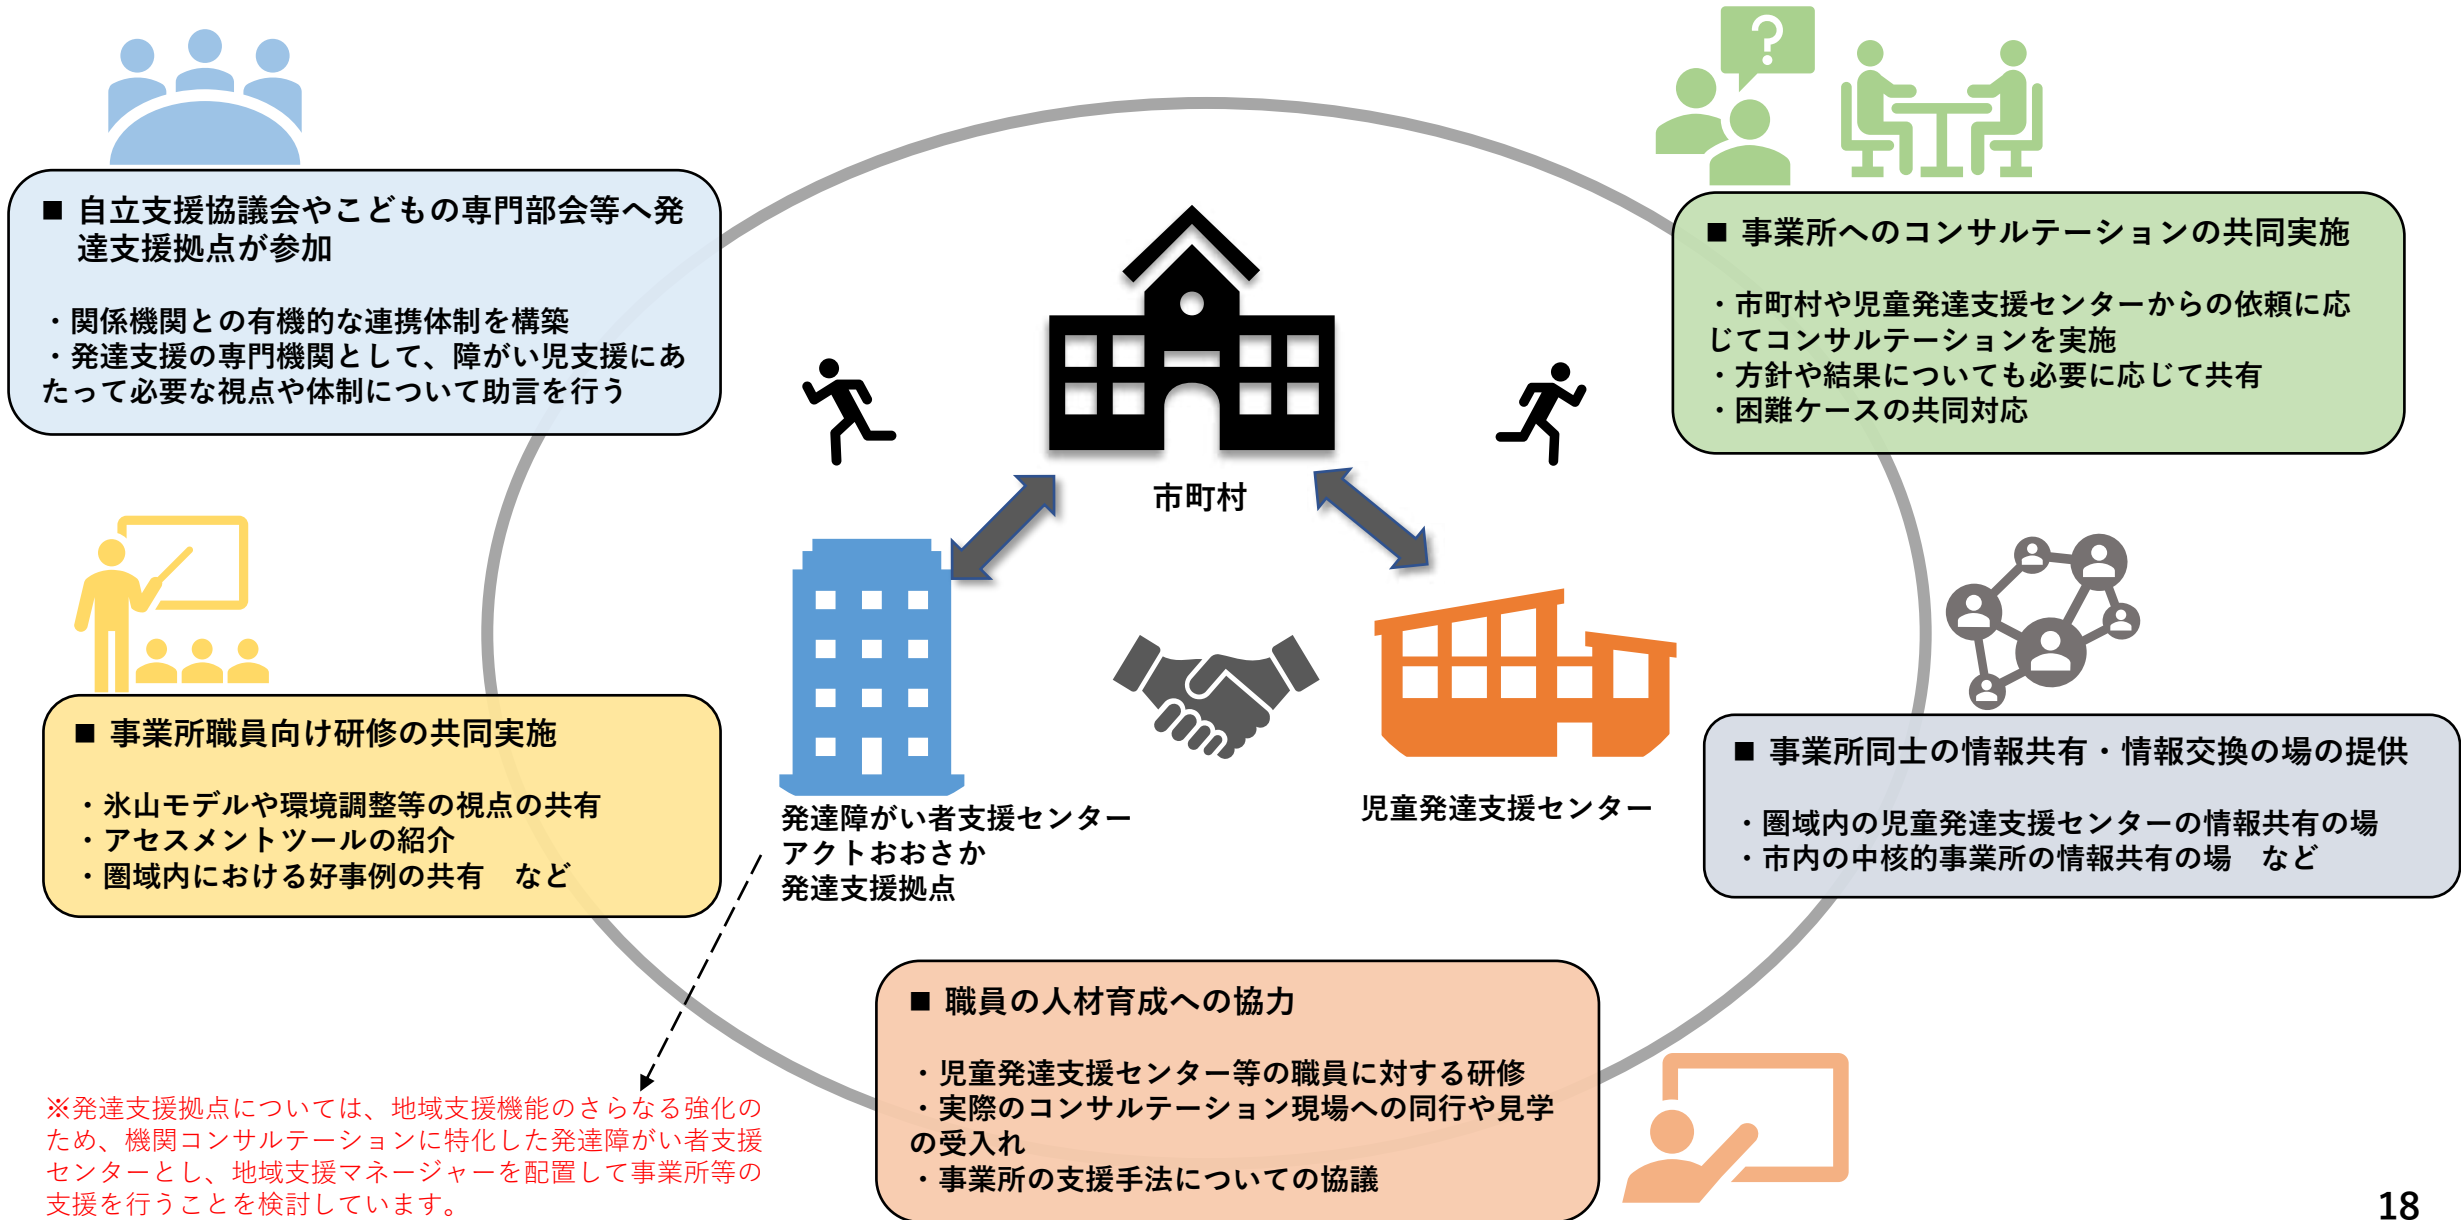 ■ 自立支援協議会やこどもの専門部会等へ発
達支援拠点が参加
・関係機関との有機的な連携体制を構築
・発達支援の専門機関として、障がい児支援にあ
たって必要な視点や体制について助言を行う
?
■ 事業所へのコンサルテーションの共同実施
・市町村や児童発達支援センターからの依頼に応
じてコンサルテーションを実施
・方針や結果についても必要に応じて共有
・困難ケースの共同対応
市町村
■ 事業所職員向け研修の共同実施
・氷山モデルや環境調整等の視点の共有
・アセスメントツールの紹介
・圏域内における好事例の共有　など
発達障がい者支援センター
アクトおおさか
発達支援拠点
児童発達支援センター
■ 事業所同士の情報共有・情報交換の場の提供
・圏域内の児童発達支援センターの情報共有の場
・市内の中核的事業所の情報共有の場　など
■ 職員の人材育成への協力
・児童発達支援センター等の職員に対する研修
・実際のコンサルテーション現場への同行や見学
の受入れ
・事業所の支援手法についての協議
※発達支援拠点については、地域支援機能のさらなる強化の
ため、機関コンサルテーションに特化した発達障がい者支援
センターとし、地域支援マネージャーを配置して事業所等の
支援を行うことを検討しています。
18